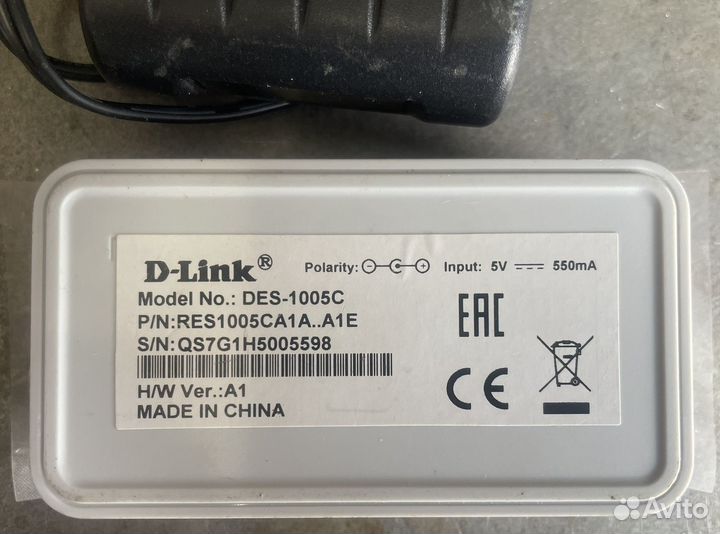 D-Link®
Polarity: Input: 5V 550mA
Model No.: DES-1005C
P/N:RES1005CA1A..A1E
S/N:QS7G1H5005598
H/W Ver.:A1
MADE IN CHINA
EAC
CE
Avito